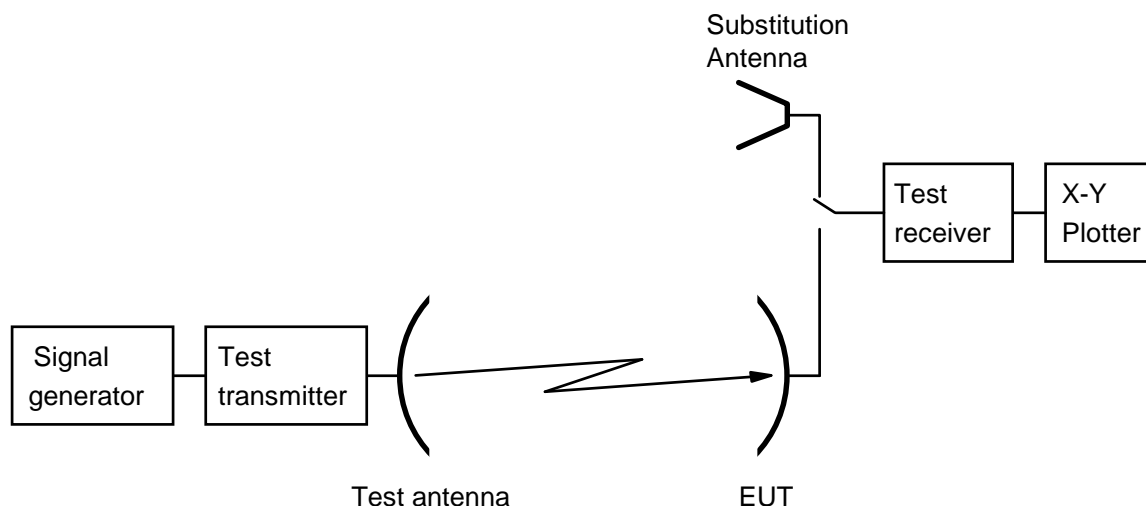 Substitution
Antenna
Test
receiver
X-Y
Plotter
Signal
generator
Test
transmitter
Test antenna
EUT